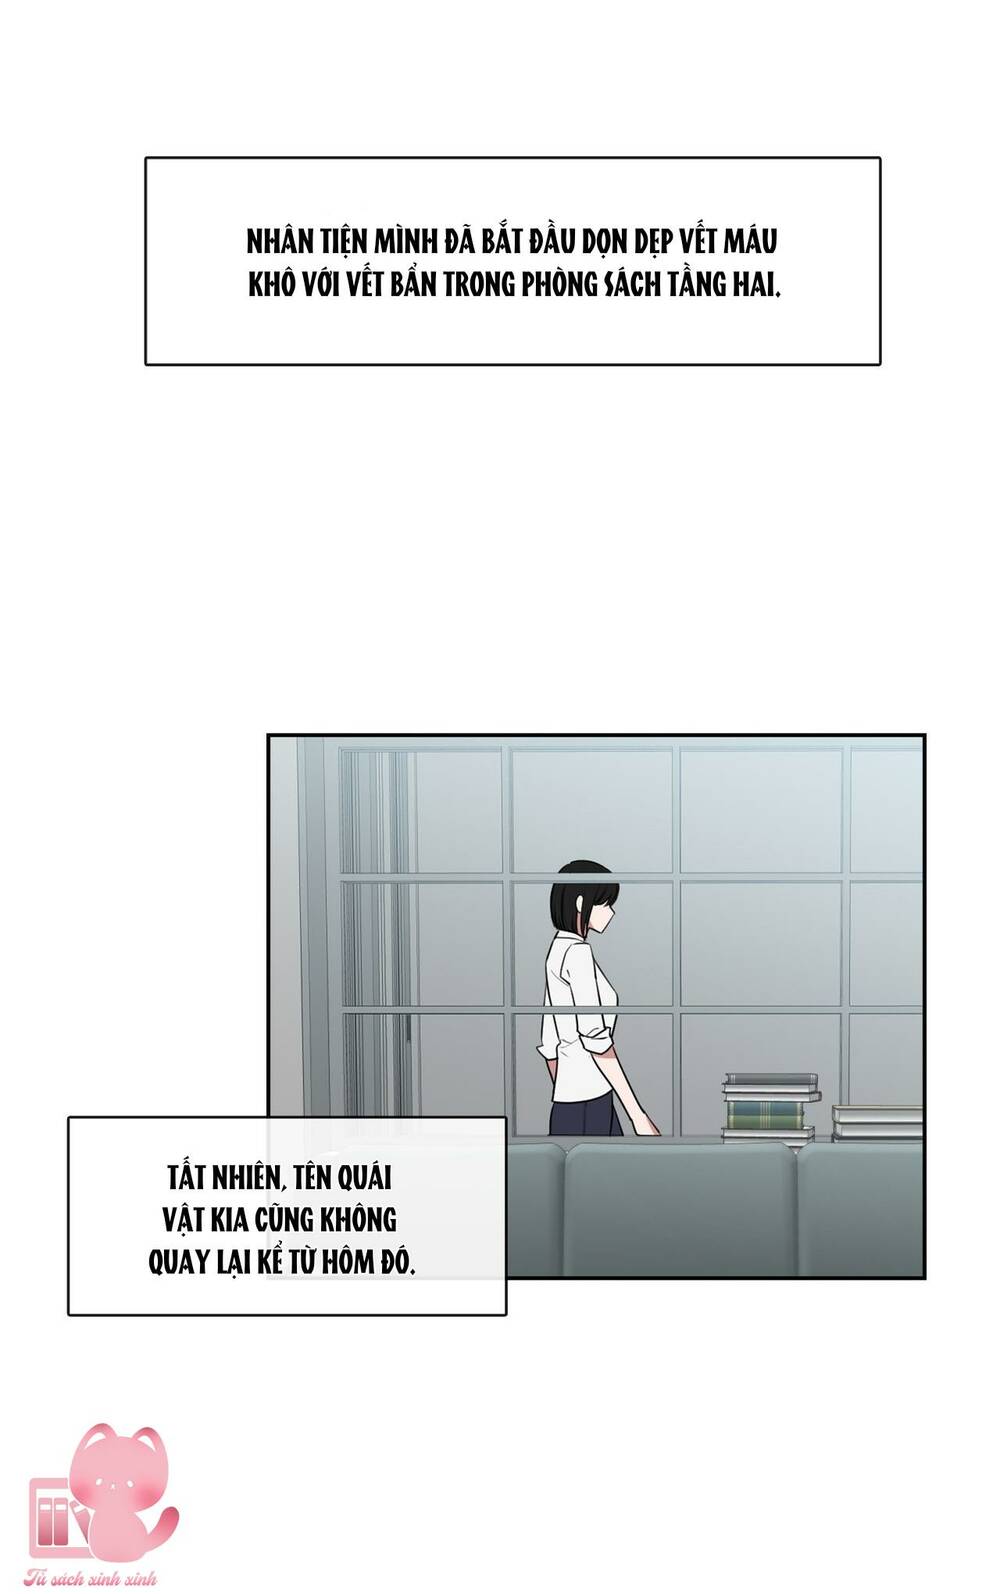 NHÂN TIỆN MÌNH ĐÃ BẮT ĐẦU DỌN DẸP VẾT MÁU
KHÔ VỚI VẾT BẨN TRONG PHÒNG SÁCH TẦNG HAI.
TẤT NHIÊN, TÊN QUÁI
VẬT KIA CŨNG KHÔNG
QUAY LẠI KỂ TỪ HÔM ĐÓ.
Tủ sách xinh xinh